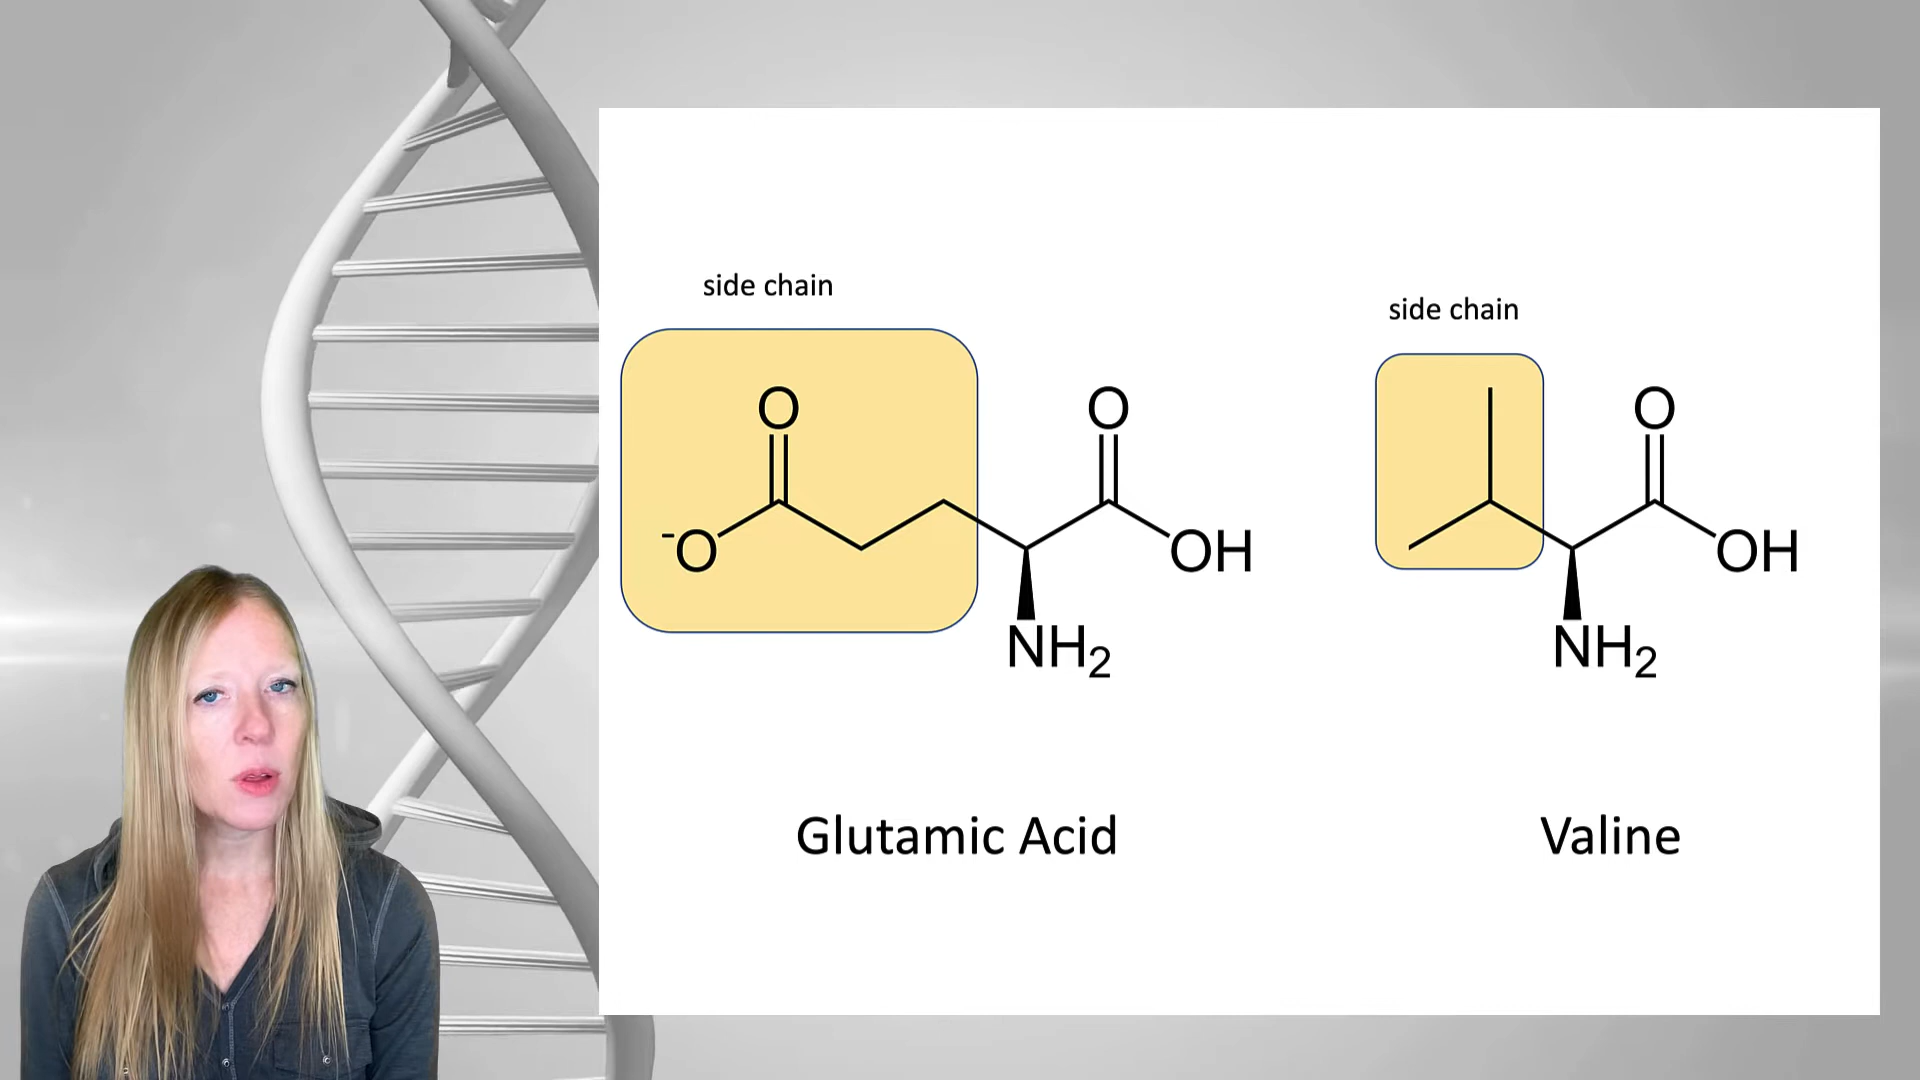 side chain
side chain
O
O
O
⁻O
OH
OH
NH₂
NH₂
Glutamic Acid
Valine